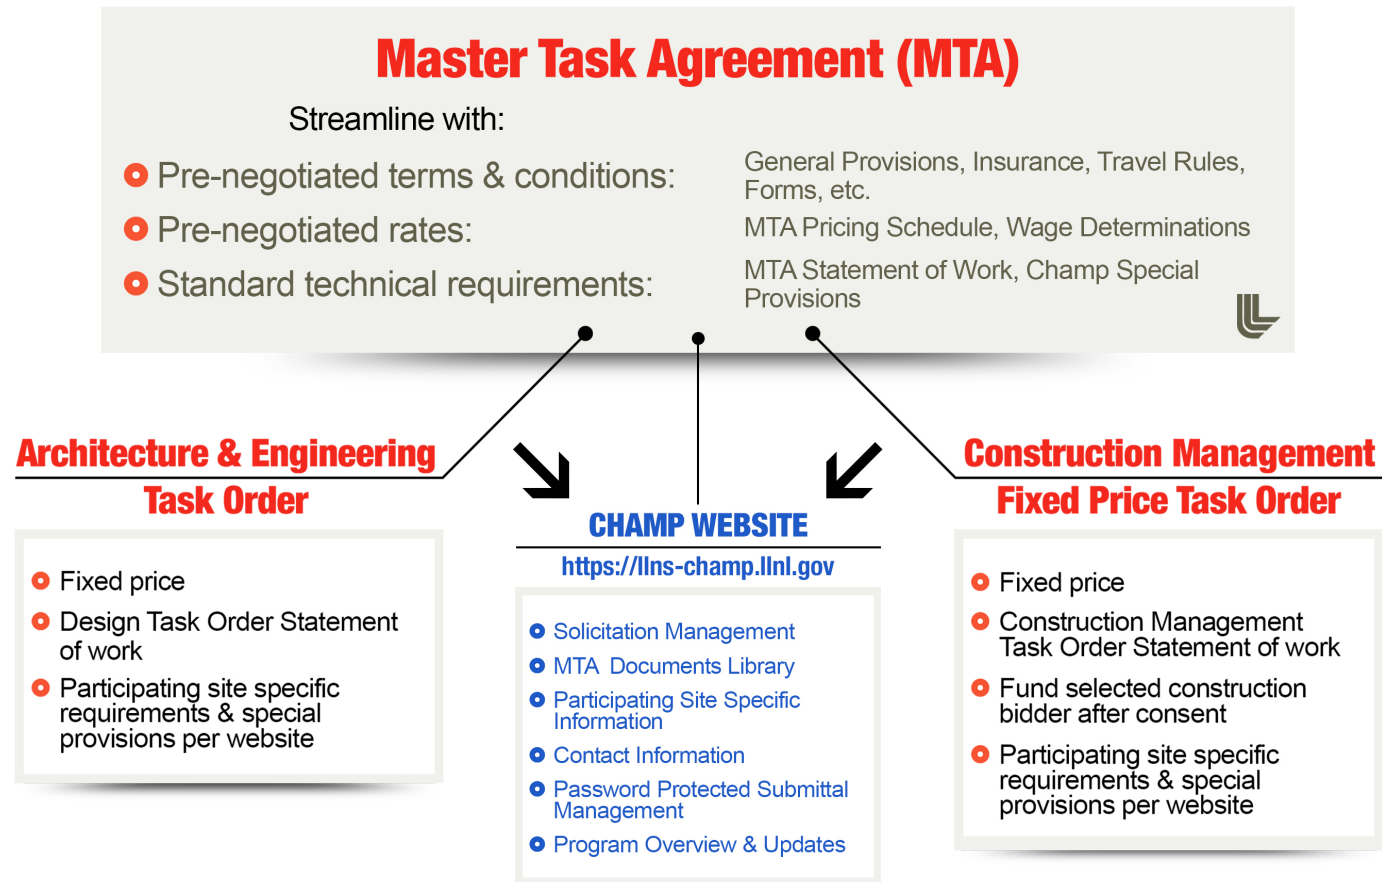 Master Task Agreement (MTA)
Streamline with:
Pre-negotiated terms & conditions:
General Provisions, Insurance, Travel Rules,
Forms, etc.
Pre-negotiated rates:
MTA Pricing Schedule, Wage Determinations
Standard technical requirements:
MTA Statement of Work, Champ Special
Provisions
Architecture & Engineering
Task Order
Fixed price
Design Task Order Statement
of work
Participating site specific
requirements & special
provisions per website
CHAMP WEBSITE
https://llns-champ.llnl.gov
Solicitation Management
MTA  Documents Library
Participating Site Specific
Information
Contact Information
Password Protected Submittal
Management
Program Overview & Updates
Construction Management
Fixed Price Task Order
Fixed price
Construction Management
Task Order Statement of work
Fund selected construction
bidder after consent
Participating site specific
requirements & special
provisions per website